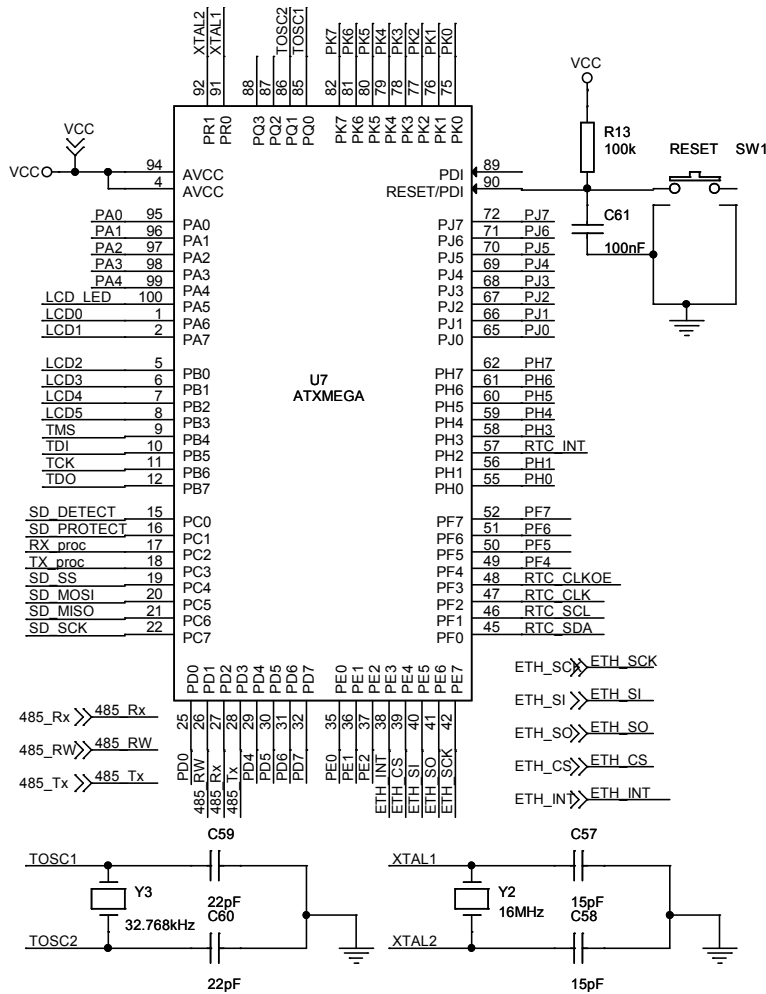 XTAL2
XTAL1
TOSC2
TOSC1
PK7
PK6
PK5
PK4
PK3
PK2
PK1
PK0
92
91
88
87
86
85
82
81
80
79
78
77
76
75
PR1
PR0
PQ3
PQ2
PQ1
PQ0
PK7
PK6
PK5
PK4
PK3
PK2
PK1
PK0
VCC
VCC
94 AVCC
4 AVCC
PA0 95 PA0
PA1 96 PA1
PA2 97 PA2
PA3 98 PA3
PA4 99 PA4
LCD_LED 100 PA5
LCD0 1 PA6
LCD1 2 PA7
LCD2 5 PB0
LCD3 6 PB1
LCD4 7 PB2
LCD5 8 PB3
TMS 9 PB4
TDI 10 PB5
TCK 11 PB6
TDO 12 PB7
SD_DETECT 15 PC0
SD_PROTECT 16 PC1
RX_proc 17 PC2
TX_proc 18 PC3
SD_SS 19 PC4
SD_MOSI 20 PC5
SD_MISO 21 PC6
SD_SCK 22 PC7
U7
ATXMEGA
PDI 89
RESET/PDI 90
PJ7 72 PJ7
PJ6 71 PJ6
PJ5 70 PJ5
PJ4 69 PJ4
PJ3 68 PJ3
PJ2 67 PJ2
PJ1 66 PJ1
PJ0 65 PJ0
PH7 62 PH7
PH6 61 PH6
PH5 60 PH5
PH4 59 PH4
PH3 58 PH3
PH2 57 RTC_INT
PH1 56 PH1
PH0 55 PH0
PF7 52 PF7
PF6 51 PF6
PF5 50 PF5
PF4 49 PF4
PF3 48 RTC_CLKOE
PF2 47 RTC_CLK
PF1 46 RTC_SCL
PF0 45 RTC_SDA
VCC
R13
100k
RESET SW1
C61
100nF
PD0
PD1
PD2
PD3
PD4
PD5
PD6
PD7
PE0
PE1
PE2
PE3
PE4
PE5
PE6
PE7
25
26
27
28
29
30
31
32
35
36
37
38
39
40
41
42
PD0
485_RW
485_Rx
485_Tx
PD4
PD5
PD6
PD7
PE0
PE1
PE2
ETH_INT
ETH_CS
ETH_SI
ETH_SO
ETH_SCK
485_Rx 485_Rx
485_RW 485_RW
485_Tx 485_Tx
ETH_SCK ETH_SCK
ETH_SI ETH_SI
ETH_SO ETH_SO
ETH_CS ETH_CS
ETH_INT ETH_INT
C59
TOSC1
Y3
32.768kHz
22pF
C60
TOSC2
22pF
C57
XTAL1
Y2
16MHz
15pF
C58
XTAL2
15pF